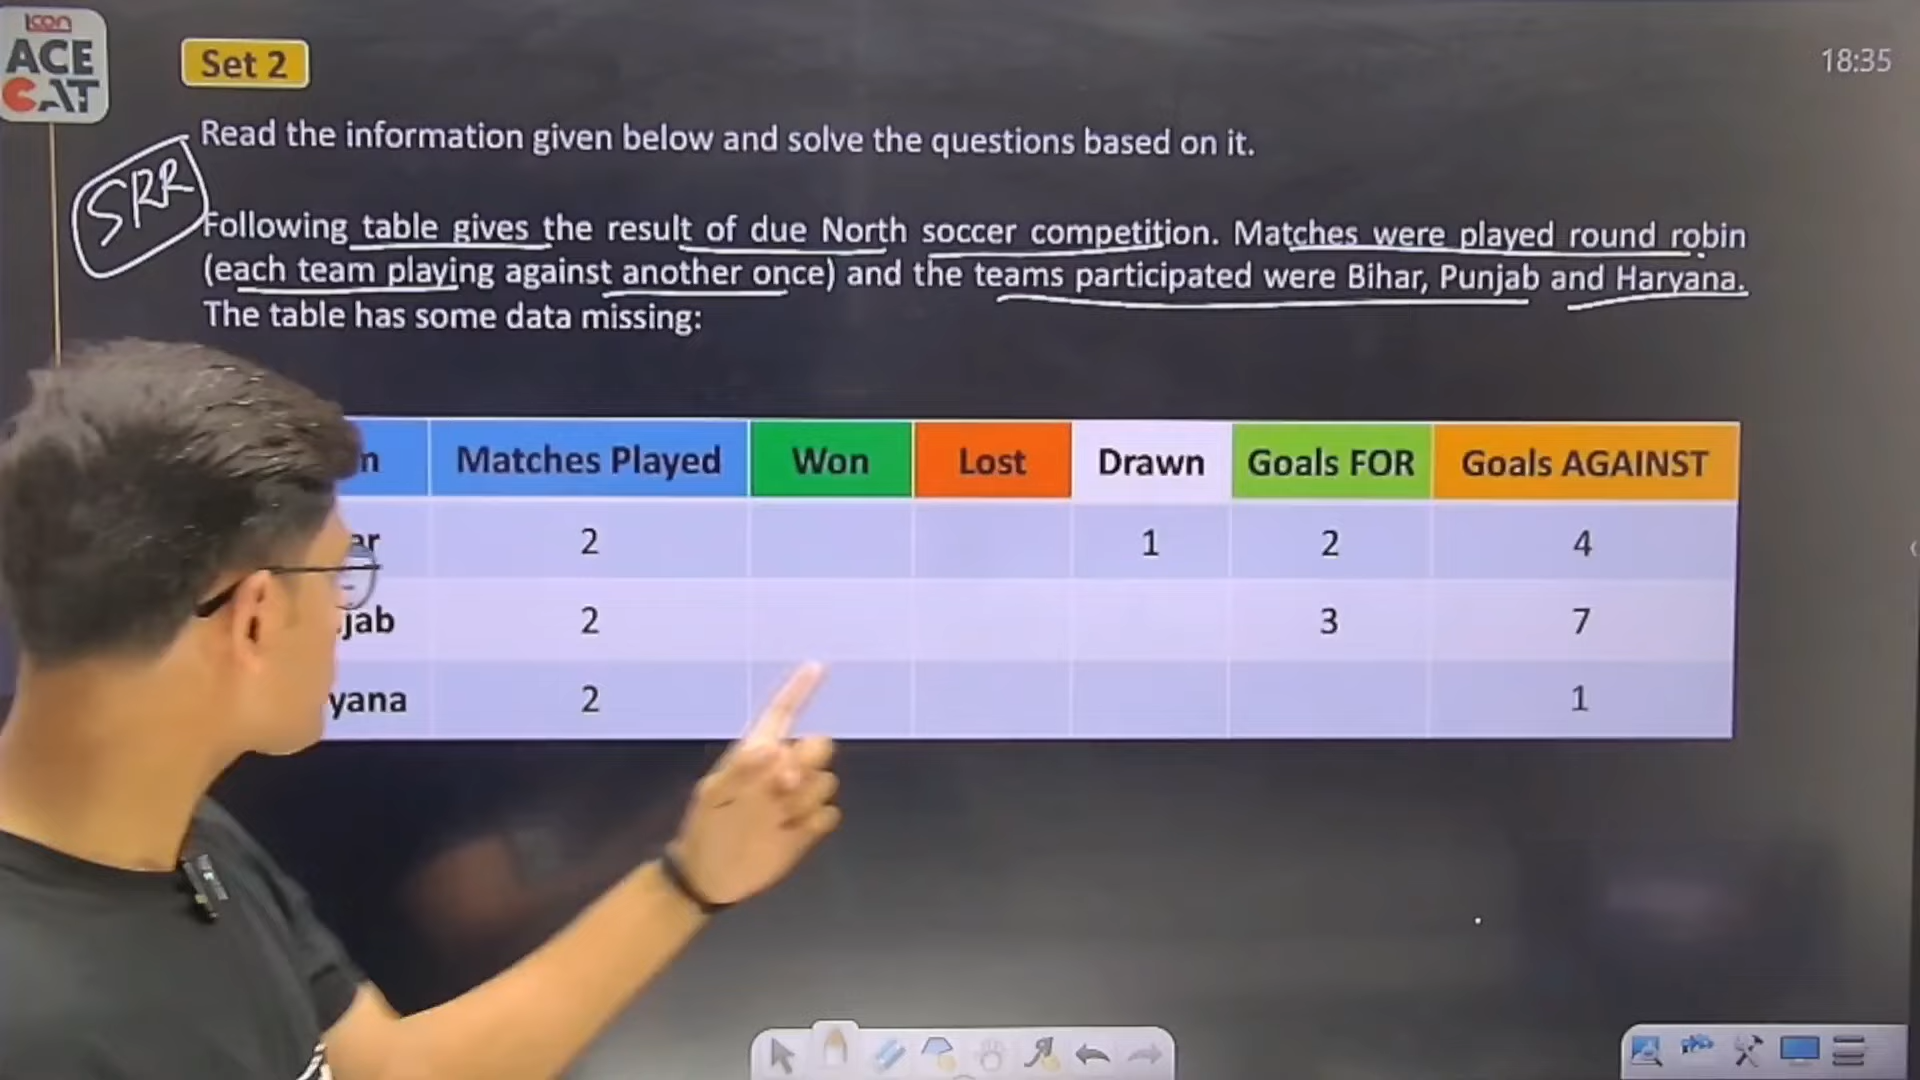 Icon
ACE
CAT
Set 2
18:35
Read the information given below and solve the questions based on it.
SRR
Following table gives the result of due North soccer competition. Matches were played round robin
(each team playing against another once) and the teams participated were Bihar, Punjab and Haryana.
The table has some data missing:
m Matches Played Won Lost Drawn Goals FOR Goals AGAINST
ar 2 1 2 4
jab 2 3 7
yana 2 1